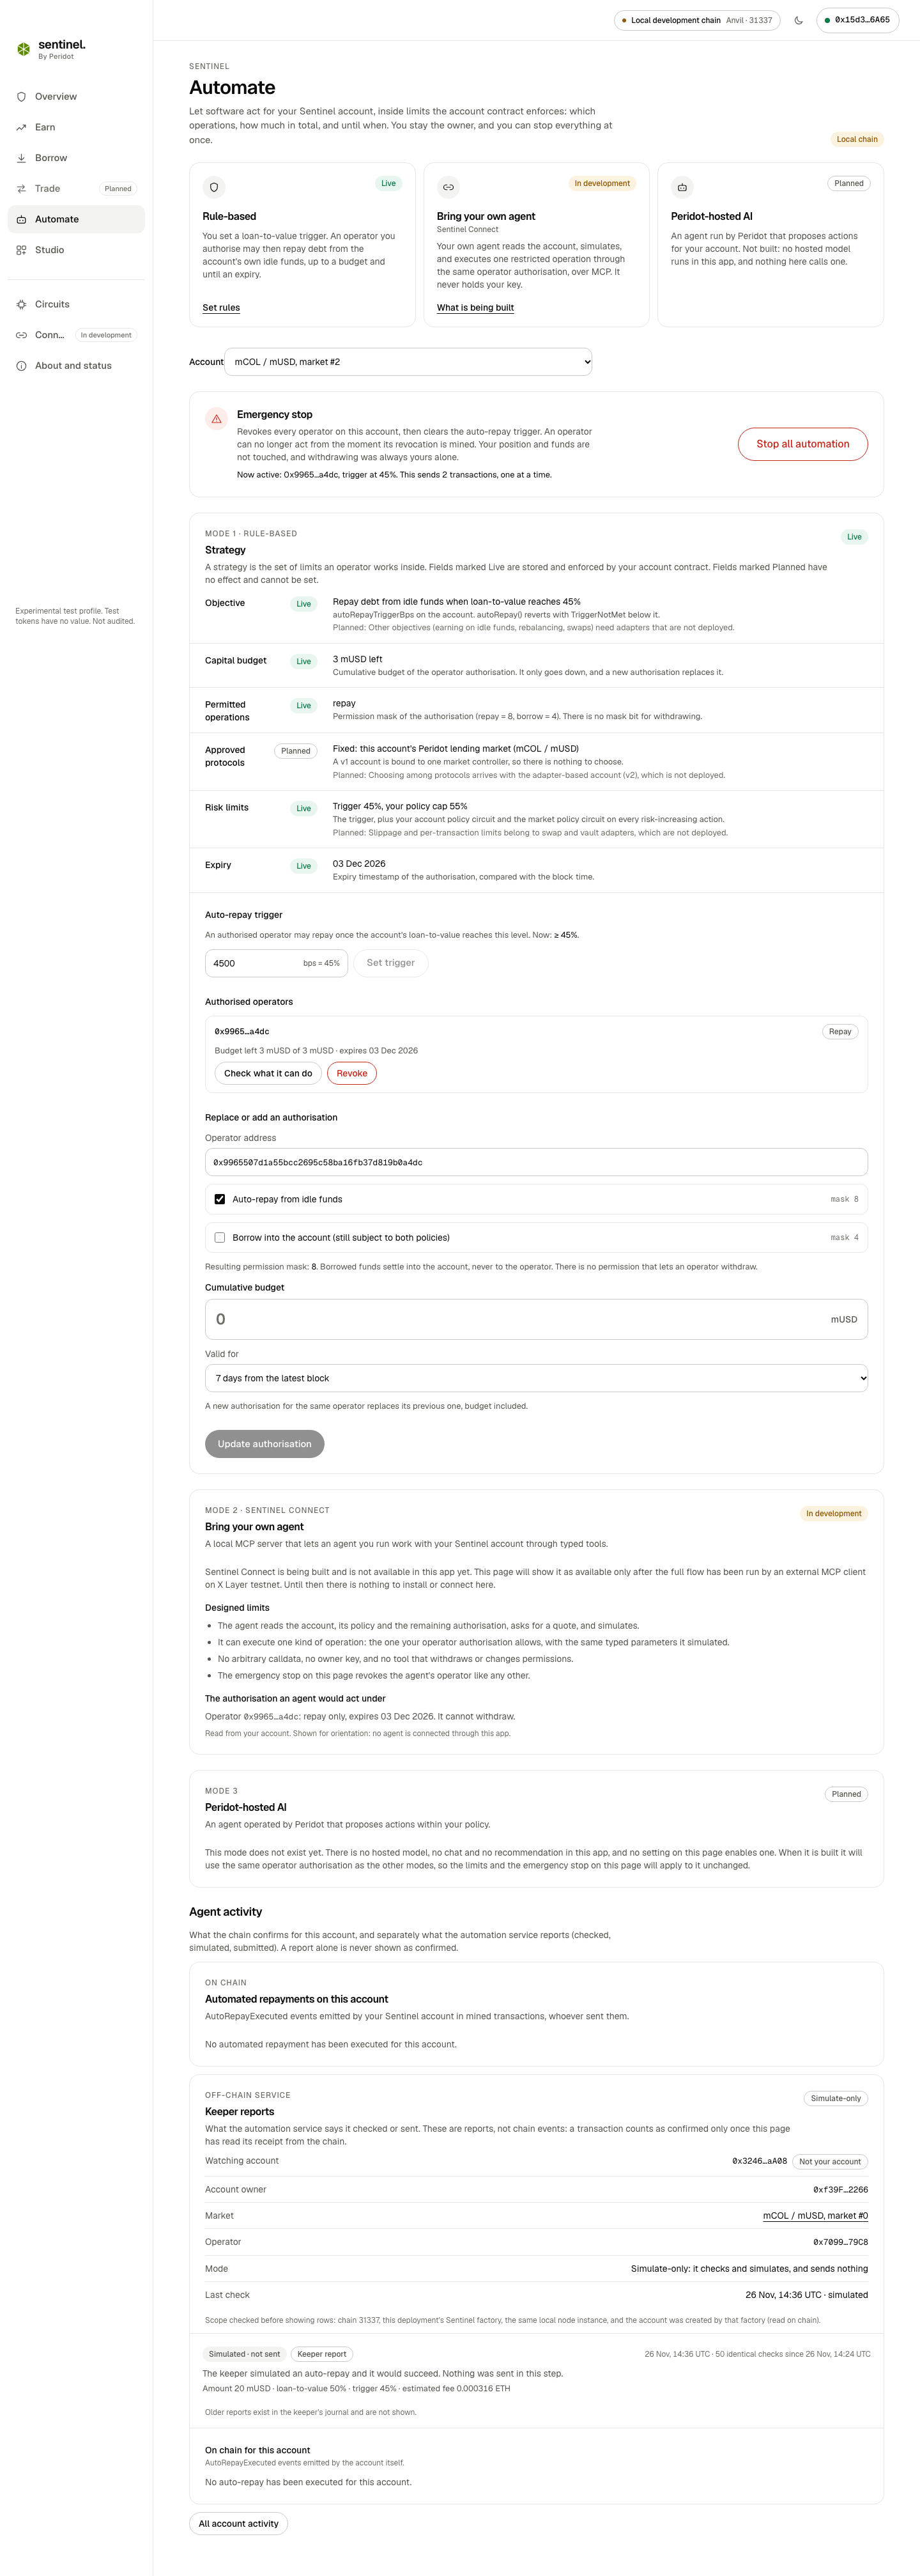 Local development chain Anvil · 31337
0x15d3…6A65
sentinel.
By Peridot
Overview
Earn
Borrow
Trade Planned
Automate
Studio
Circuits
Conn… In development
About and status
Experimental test profile. Test
tokens have no value. Not audited.
SENTINEL
Automate
Let software act for your Sentinel account, inside limits the account contract enforces: which
operations, how much in total, and until when. You stay the owner, and you can stop everything at
once.
Local chain
Live
Rule-based
You set a loan-to-value trigger. An operator you
authorise may then repay debt from the
account's own idle funds, up to a budget and
until an expiry.
Set rules
In development
Bring your own agent
Sentinel Connect
Your own agent reads the account, simulates,
and executes one restricted operation through
the same operator authorisation, over MCP. It
never holds your key.
What is being built
Planned
Peridot-hosted AI
An agent run by Peridot that proposes actions
for your account. Not built: no hosted model
runs in this app, and nothing here calls one.
Account mCOL / mUSD, market #2
Emergency stop
Revokes every operator on this account, then clears the auto-repay trigger. An operator
can no longer act from the moment its revocation is mined. Your position and funds are
not touched, and withdrawing was always yours alone.
Now active: 0x9965…a4dc, trigger at 45%. This sends 2 transactions, one at a time.
Stop all automation
MODE 1 · RULE-BASED
Live
Strategy
A strategy is the set of limits an operator works inside. Fields marked Live are stored and enforced by your account contract. Fields marked Planned have
no effect and cannot be set.
Objective Live Repay debt from idle funds when loan-to-value reaches 45%
autoRepayTriggerBps on the account. autoRepay() reverts with TriggerNotMet below it.
Planned: Other objectives (earning on idle funds, rebalancing, swaps) need adapters that are not deployed.
Capital budget Live 3 mUSD left
Cumulative budget of the operator authorisation. It only goes down, and a new authorisation replaces it.
Permitted
operations
Live
repay
Permission mask of the authorisation (repay = 8, borrow = 4). There is no mask bit for withdrawing.
Approved
protocols
Planned
Fixed: this account's Peridot lending market (mCOL / mUSD)
A v1 account is bound to one market controller, so there is nothing to choose.
Planned: Choosing among protocols arrives with the adapter-based account (v2), which is not deployed.
Risk limits Live Trigger 45%, your policy cap 55%
The trigger, plus your account policy circuit and the market policy circuit on every risk-increasing action.
Planned: Slippage and per-transaction limits belong to swap and vault adapters, which are not deployed.
Expiry Live 03 Dec 2026
Expiry timestamp of the authorisation, compared with the block time.
Auto-repay trigger
An authorised operator may repay once the account's loan-to-value reaches this level. Now: ≥ 45%.
4500 bps = 45% Set trigger
Authorised operators
0x9965…a4dc Repay
Budget left 3 mUSD of 3 mUSD · expires 03 Dec 2026
Check what it can do Revoke
Replace or add an authorisation
Operator address
0x9965507d1a55bcc2695c58ba16fb37d819b0a4dc
Auto-repay from idle funds mask 8
Borrow into the account (still subject to both policies) mask 4
Resulting permission mask: 8. Borrowed funds settle into the account, never to the operator. There is no permission that lets an operator withdraw.
Cumulative budget
0 mUSD
Valid for
7 days from the latest block
A new authorisation for the same operator replaces its previous one, budget included.
Update authorisation
MODE 2 · SENTINEL CONNECT
In development
Bring your own agent
A local MCP server that lets an agent you run work with your Sentinel account through typed tools.
Sentinel Connect is being built and is not available in this app yet. This page will show it as available only after the full flow has been run by an external MCP client
on X Layer testnet. Until then there is nothing to install or connect here.
Designed limits
• The agent reads the account, its policy and the remaining authorisation, asks for a quote, and simulates.
• It can execute one kind of operation: the one your operator authorisation allows, with the same typed parameters it simulated.
• No arbitrary calldata, no owner key, and no tool that withdraws or changes permissions.
• The emergency stop on this page revokes the agent's operator like any other.
The authorisation an agent would act under
Operator 0x9965…a4dc: repay only, expires 03 Dec 2026. It cannot withdraw.
Read from your account. Shown for orientation: no agent is connected through this app.
MODE 3
Planned
Peridot-hosted AI
An agent operated by Peridot that proposes actions within your policy.
This mode does not exist yet. There is no hosted model, no chat and no recommendation in this app, and no setting on this page enables one. When it is built it will
use the same operator authorisation as the other modes, so the limits and the emergency stop on this page will apply to it unchanged.
Agent activity
What the chain confirms for this account, and separately what the automation service reports (checked,
simulated, submitted). A report alone is never shown as confirmed.
ON CHAIN
Automated repayments on this account
AutoRepayExecuted events emitted by your Sentinel account in mined transactions, whoever sent them.
No automated repayment has been executed for this account.
OFF-CHAIN SERVICE
Simulate-only
Keeper reports
What the automation service says it checked or sent. These are reports, not chain events: a transaction counts as confirmed only once this page
has read its receipt from the chain.
Watching account 0x3246…aA08 Not your account
Account owner 0xf39F…2266
Market mCOL / mUSD, market #0
Operator 0x7099…79C8
Mode Simulate-only: it checks and simulates, and sends nothing
Last check 26 Nov, 14:36 UTC · simulated
Scope checked before showing rows: chain 31337, this deployment's Sentinel factory, the same local node instance, and the account was created by that factory (read on chain).
Simulated · not sent Keeper report 26 Nov, 14:36 UTC · 50 identical checks since 26 Nov, 14:24 UTC
The keeper simulated an auto-repay and it would succeed. Nothing was sent in this step.
Amount 20 mUSD · loan-to-value 50% · trigger 45% · estimated fee 0.000316 ETH
Older reports exist in the keeper's journal and are not shown.
On chain for this account
AutoRepayExecuted events emitted by the account itself.
No auto-repay has been executed for this account.
All account activity